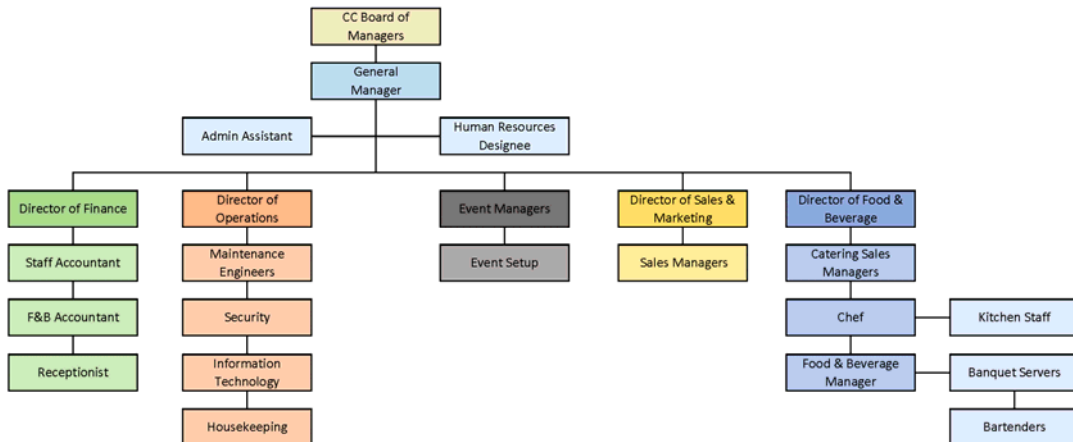 CC Board of
Managers
General
Manager
Admin Assistant
Human Resources
Designee
Director of Finance
Director of
Operations
Event Managers
Director of Sales &
Marketing
Director of Food &
Beverage
Staff Accountant
Maintenance
Engineers
Event Setup
Sales Managers
Catering Sales
Managers
F&B Accountant
Security
Chef
Kitchen Staff
Receptionist
Information
Technology
Food & Beverage
Manager
Banquet Servers
Housekeeping
Bartenders